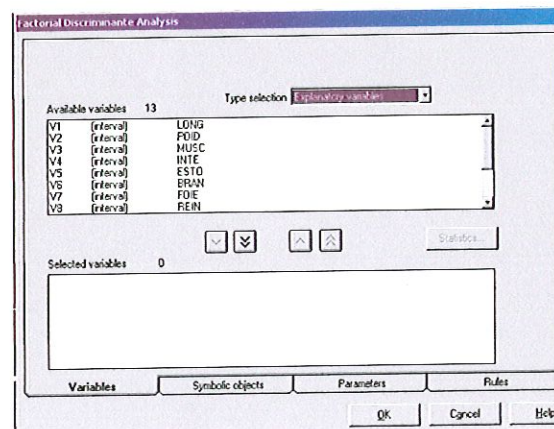 Factorial Discriminante Analysis
Type selection Explanatory variables
Available variables 13
V1 (interval) LONG
V2 (interval) POID
V3 (interval) MUSC
V4 (interval) INTE
V5 (interval) ESTO
V6 (interval) BRAN
V7 (interval) FOIE
V8 (interval) REIN
Statistics...
Selected variables 0
Variables Symbolic objects Parameters Rules
OK Cancel Help